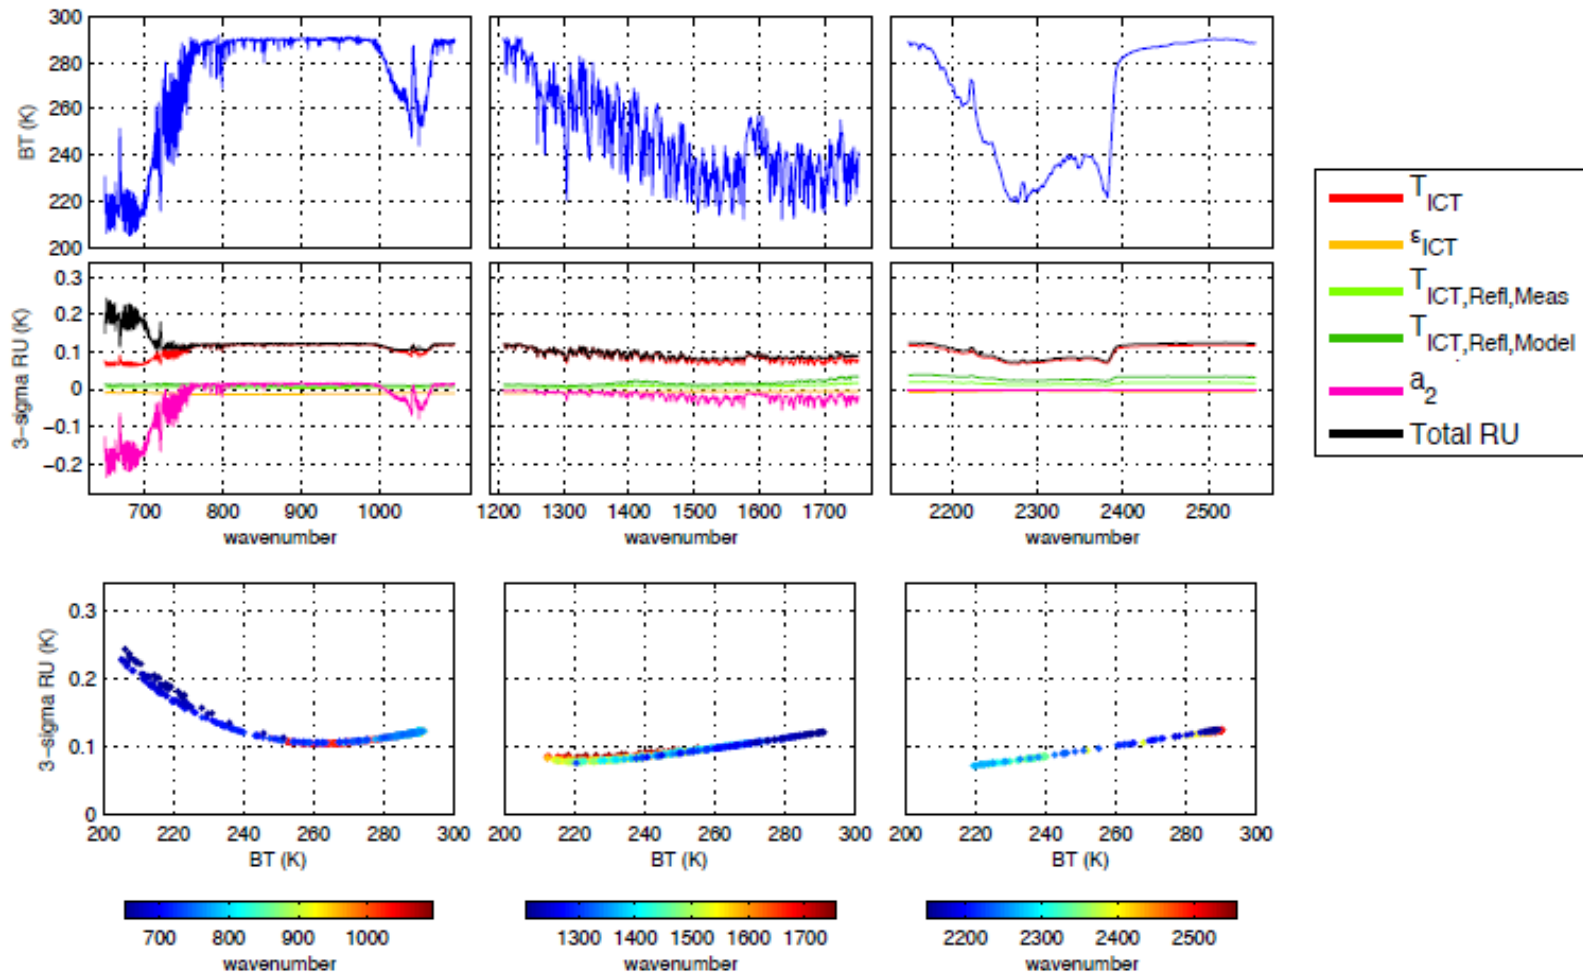 300
280
260
240
220
200
BT (K)
0.3
0.2
0.1
0
−0.1
−0.2
3−sigma RU (K)
700 800 900 1000
wavenumber
1200 1300 1400 1500 1600 1700
wavenumber
2200 2300 2400 2500
wavenumber
T_ICT
ε_ICT
T_ICT,Refl,Meas
T_ICT,Refl,Model
a_2
Total RU
0.3
0.2
0.1
0
3−sigma RU (K)
200 220 240 260 280 300
BT (K)
200 220 240 260 280 300
BT (K)
200 220 240 260 280 300
BT (K)
700 800 900 1000
wavenumber
1300 1400 1500 1600 1700
wavenumber
2200 2300 2400 2500
wavenumber